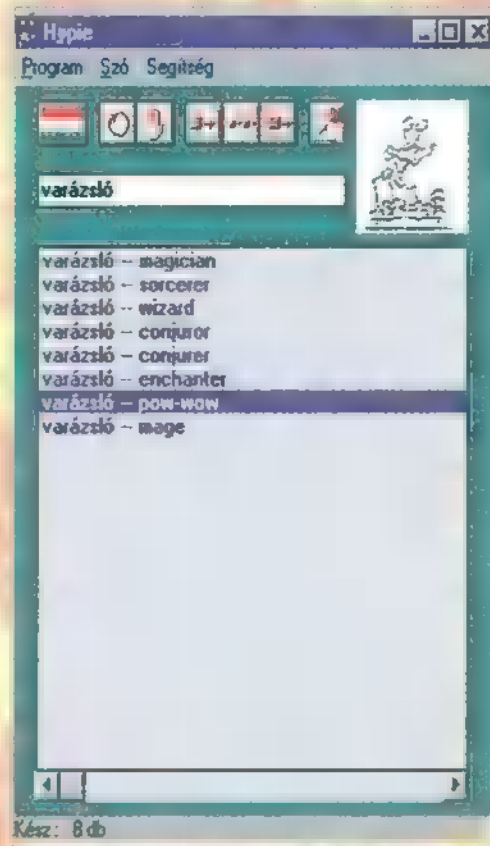 Hypie
Program Szó Segítség
varázsló
varázsló -- magician
varázsló -- sorcerer
varázsló -- wizard
varázsló -- conjuror
varázsló -- conjurer
varázsló -- enchanter
varázsló -- pow-wow
varázsló -- mage
Kész: 8 db